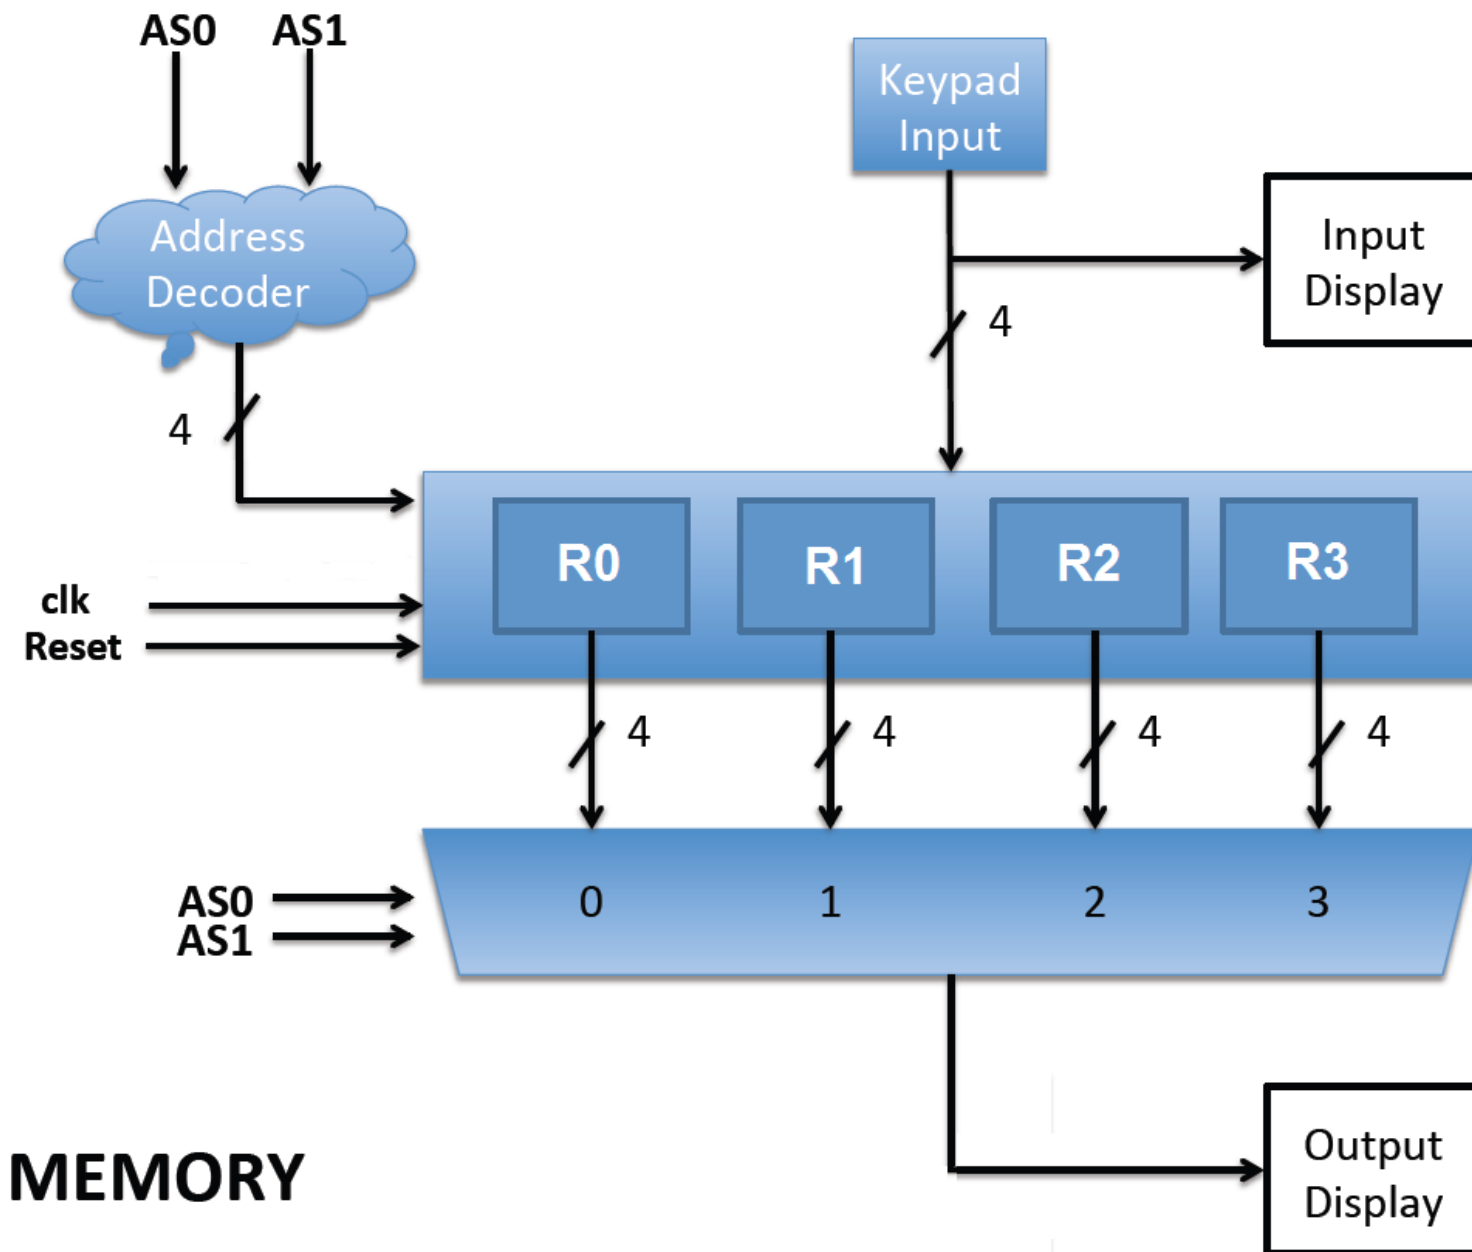 AS0 AS1
Keypad
Input
Address
Decoder
Input
Display
4
4
R0 R1 R2 R3
clk
Reset
4 4 4 4
AS0
AS1
0 1 2 3
MEMORY
Output
Display